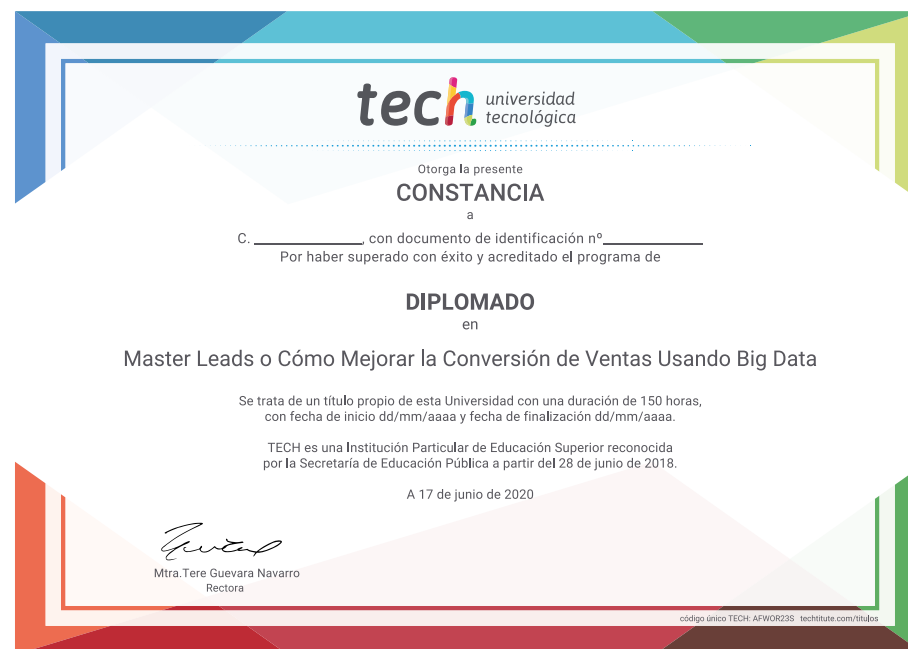 tech universidad
tecnológica
Otorga la presente
CONSTANCIA
a
C. ____________, con documento de identificación nº___________
Por haber superado con éxito y acreditado el programa de
DIPLOMADO
en
Master Leads o Cómo Mejorar la Conversión de Ventas Usando Big Data
Se trata de un título propio de esta Universidad con una duración de 150 horas,
con fecha de inicio dd/mm/aaaa y fecha de finalización dd/mm/aaaa.
TECH es una Institución Particular de Educación Superior reconocida
por la Secretaría de Educación Pública a partir del 28 de junio de 2018.
A 17 de junio de 2020
Mtra.Tere Guevara Navarro
Rectora
código único TECH: AFWOR23S techtitute.com/titulos